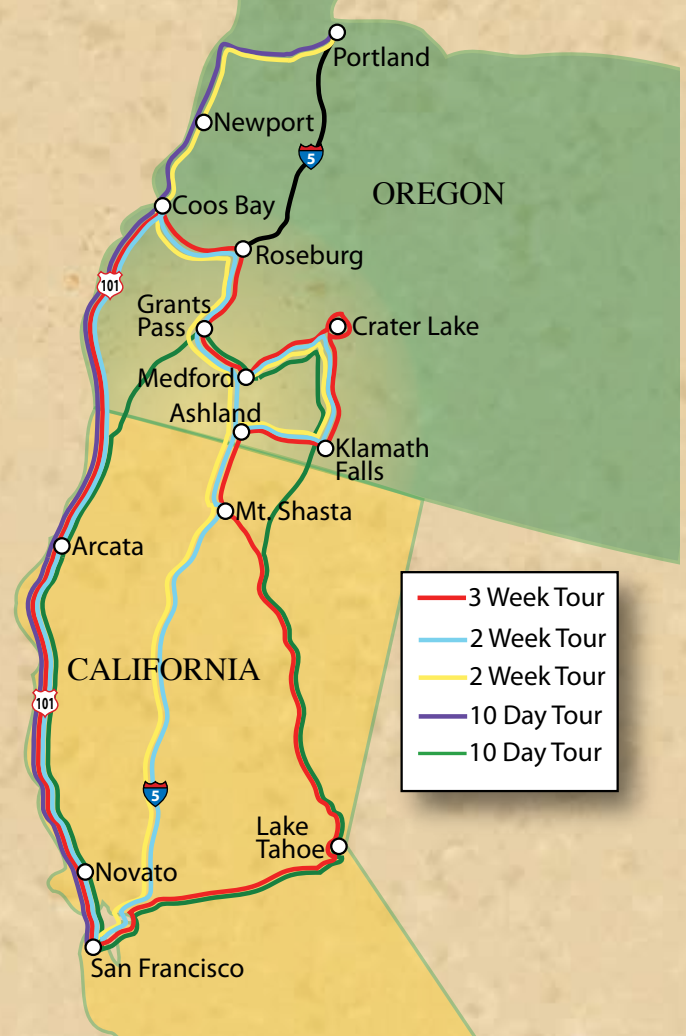 Portland
Newport
5
OREGON
Coos Bay
Roseburg
101
Grants
Pass
Crater Lake
Medford
Ashland
Klamath
Falls
Mt. Shasta
Arcata
3 Week Tour
2 Week Tour
2 Week Tour
10 Day Tour
10 Day Tour
CALIFORNIA
101
5
Lake
Tahoe
Novato
San Francisco